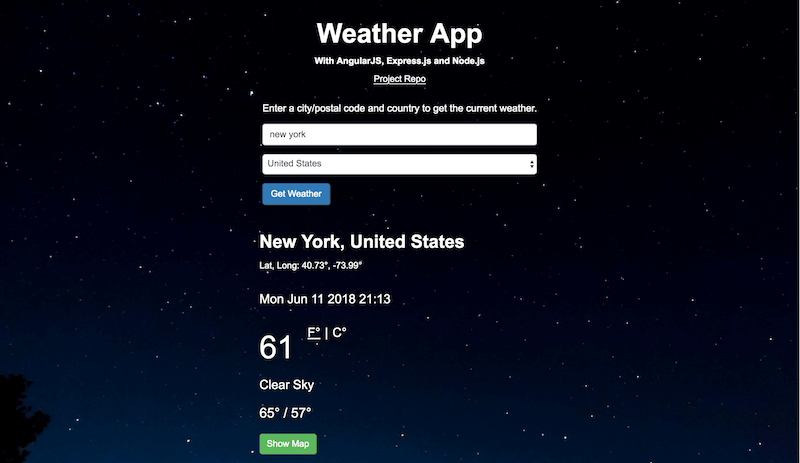 Weather App
With AngularJS, Express.js and Node.js
Project Repo
Enter a city/postal code and country to get the current weather.
new york
United States
Get Weather
New York, United States
Lat, Long: 40.73°, -73.99°
Mon Jun 11 2018 21:13
61 F° | C°
Clear Sky
65° / 57°
Show Map